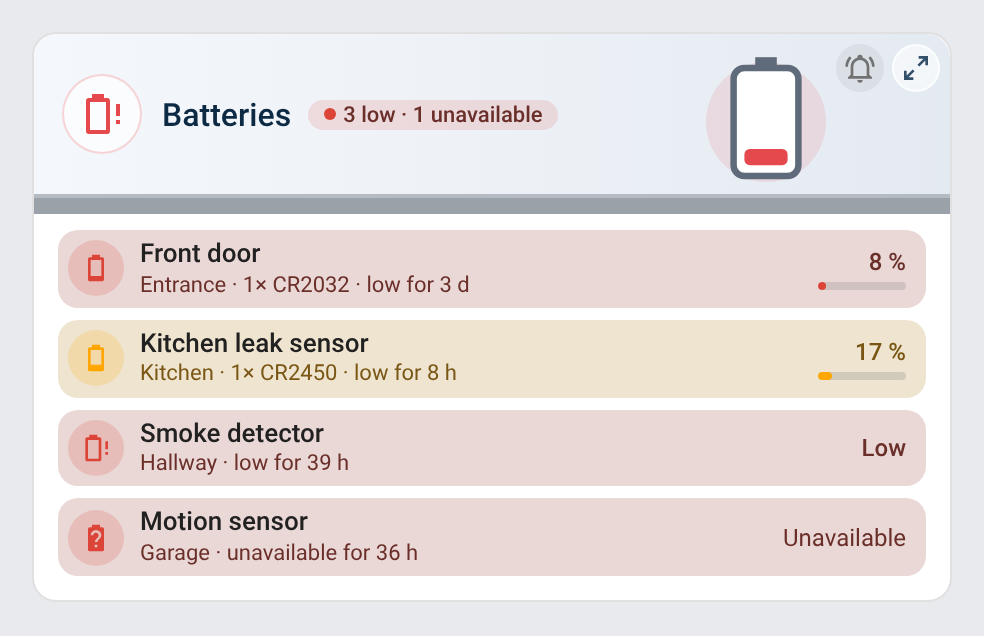 Batteries
3 low · 1 unavailable
Front door
Entrance · 1× CR2032 · low for 3 d
8 %
Kitchen leak sensor
Kitchen · 1× CR2450 · low for 8 h
17 %
Smoke detector
Hallway · low for 39 h
Low
Motion sensor
Garage · unavailable for 36 h
Unavailable